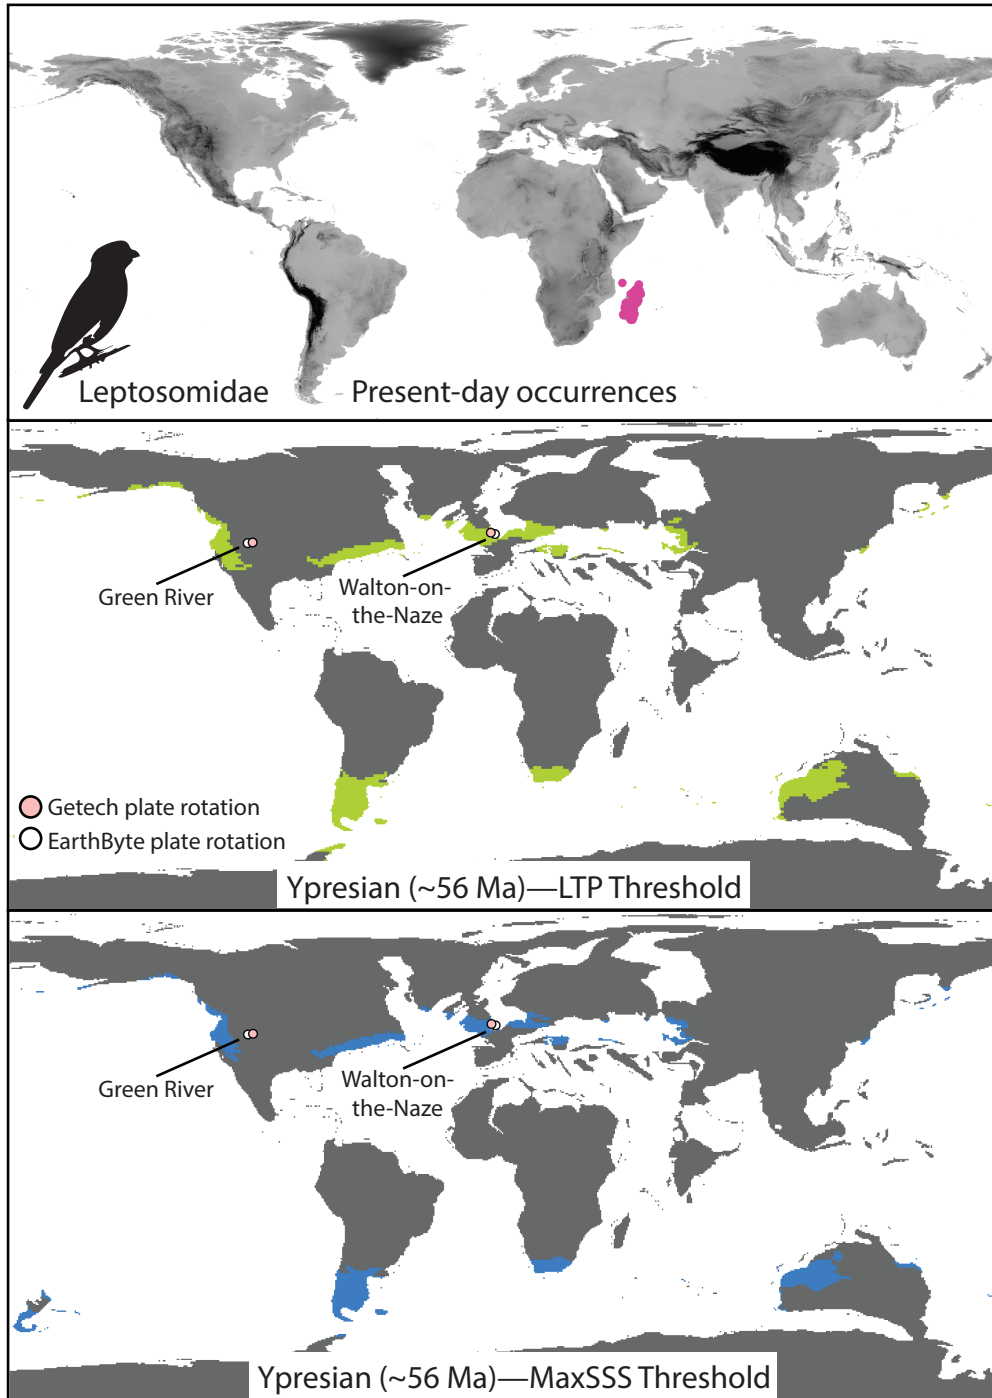 Leptosomidae
Present-day occurrences
Green River
Walton-on-
the-Naze
Getech plate rotation
EarthByte plate rotation
Ypresian (~56 Ma)—LTP Threshold
Green River
Walton-on-
the-Naze
Ypresian (~56 Ma)—MaxSSS Threshold